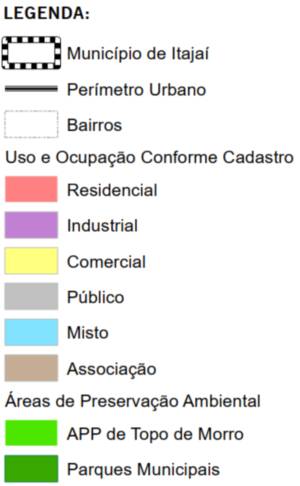 LEGENDA:
Município de Itajaí
Perímetro Urbano
Bairros
Uso e Ocupação Conforme Cadastro
Residencial
Industrial
Comercial
Público
Misto
Associação
Áreas de Preservação Ambiental
APP de Topo de Morro
Parques Municipais